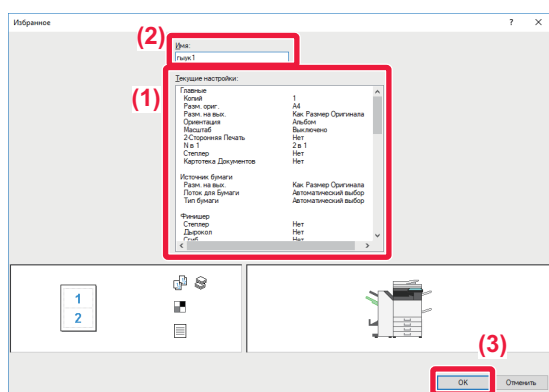 Избранное ? ×
(2)
Имя:
гыук1
(1)
Текущие настройки:
Главные
Копий 1
Разм. ориг. A4
Разм. на вых. Как Размер Оригинала
Ориентация Альбом
Масштаб Выключено
2-Сторонняя Печать Нет
N в 1 2 в 1
Степлер Нет
Картотека Документов Нет
Источник бумаги
Разм. на вых. Как Размер Оригинала
Поток для Бумаги Автоматический выбор
Тип бумаги Автоматический выбор
Финишер
Степлер Нет
Дырокол Нет
Сгиб Нет
1
2
(3)
OK Отменить